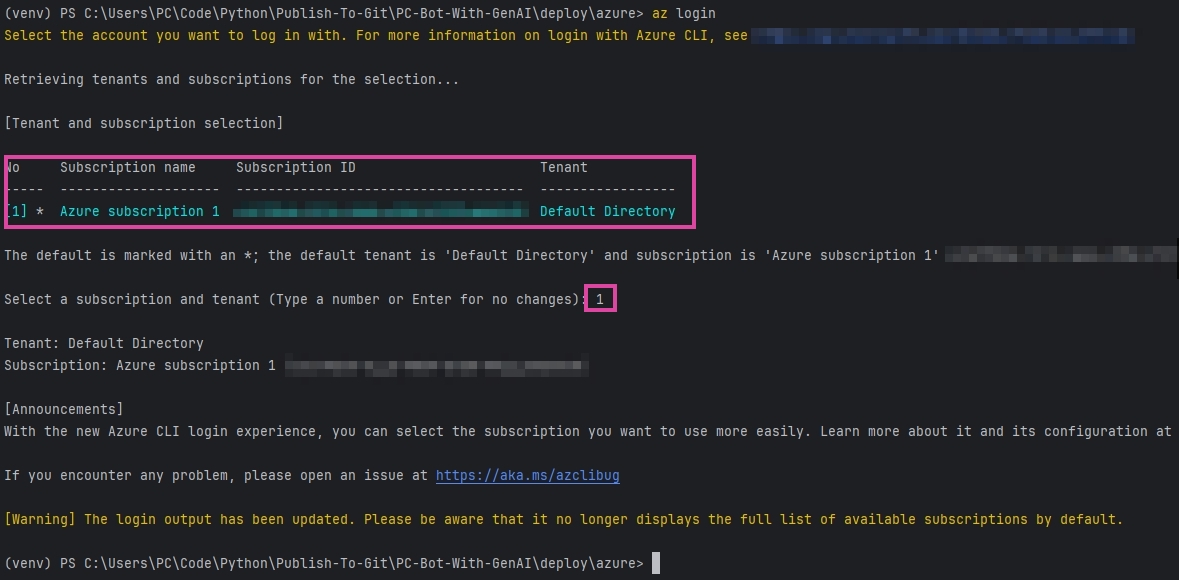 (venv) PS C:\Users\PC\Code\Python\Publish-To-Git\PC-Bot-With-GenAI\deploy\azure> az login
Select the account you want to log in with. For more information on login with Azure CLI, see
Retrieving tenants and subscriptions for the selection...
[Tenant and subscription selection]
No Subscription name Subscription ID Tenant
----- -------------------- ------------------------------------ -----------------
[1] * Azure subscription 1 Default Directory
The default is marked with an *; the default tenant is 'Default Directory' and subscription is 'Azure subscription 1'
Select a subscription and tenant (Type a number or Enter for no changes): 1
Tenant: Default Directory
Subscription: Azure subscription 1
[Announcements]
With the new Azure CLI login experience, you can select the subscription you want to use more easily. Learn more about it and its configuration at
If you encounter any problem, please open an issue at https://aka.ms/azclibug
[Warning] The login output has been updated. Please be aware that it no longer displays the full list of available subscriptions by default.
(venv) PS C:\Users\PC\Code\Python\Publish-To-Git\PC-Bot-With-GenAI\deploy\azure>